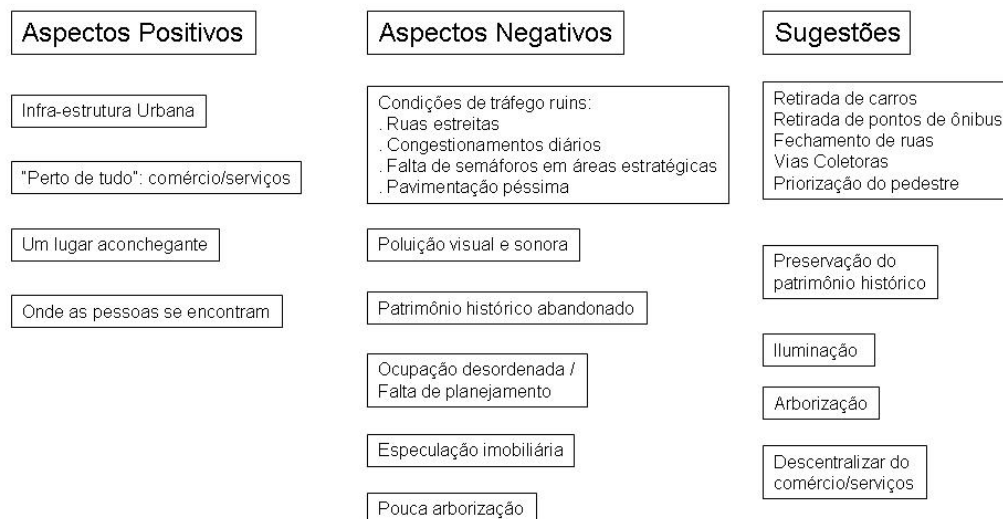 Aspectos Positivos
Infra-estrutura Urbana
"Perto de tudo": comércio/serviços
Um lugar aconchegante
Onde as pessoas se encontram
Aspectos Negativos
Condições de tráfego ruins:
. Ruas estreitas
. Congestionamentos diários
. Falta de semáforos em áreas estratégicas
. Pavimentação péssima
Poluição visual e sonora
Patrimônio histórico abandonado
Ocupação desordenada /
Falta de planejamento
Especulação imobiliária
Pouca arborização
Sugestões
Retirada de carros
Retirada de pontos de ônibus
Fechamento de ruas
Vias Coletoras
Priorização do pedestre
Preservação do
patrimônio histórico
Iluminação
Arborização
Descentralizar do
comércio/serviços